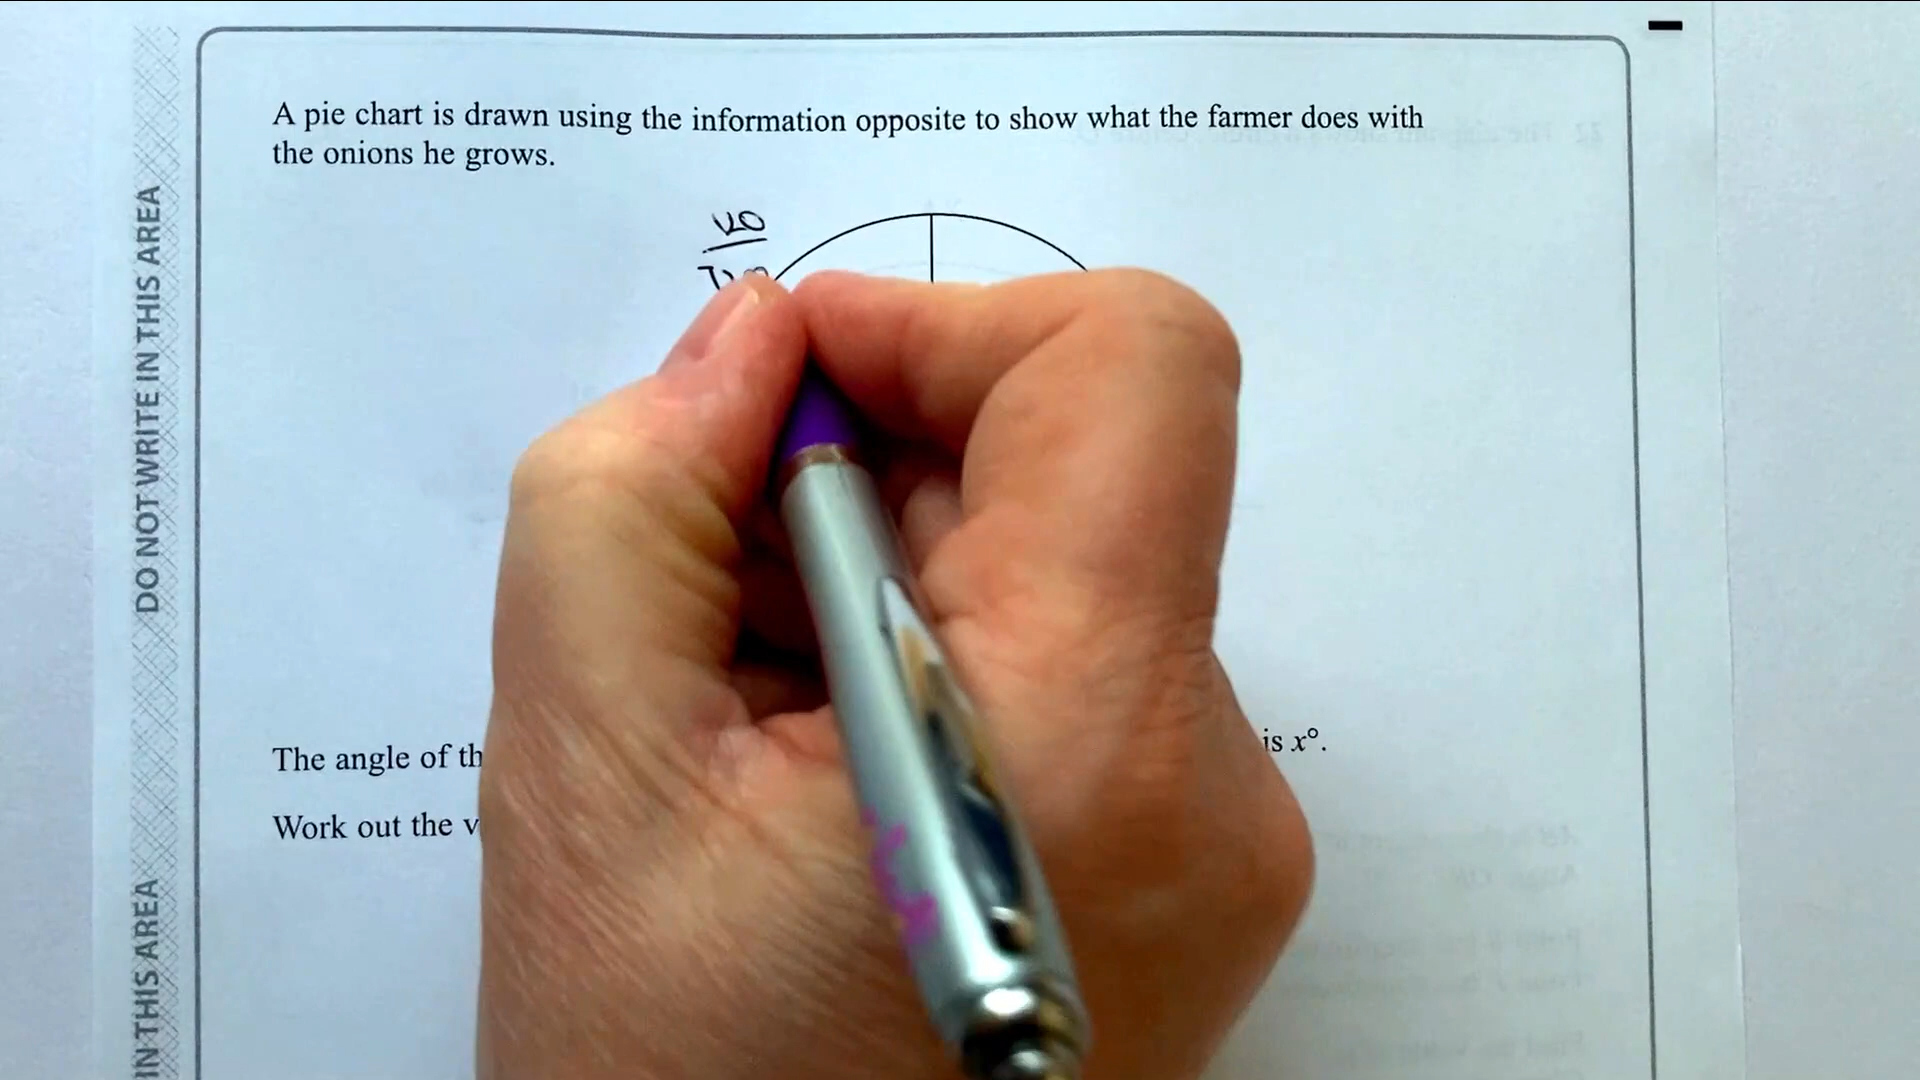 DO NOT WRITE IN THIS AREA
A pie chart is drawn using the information opposite to show what the farmer does with
the onions he grows.
The angle of th
is x°.
Work out the v
IN THIS AREA